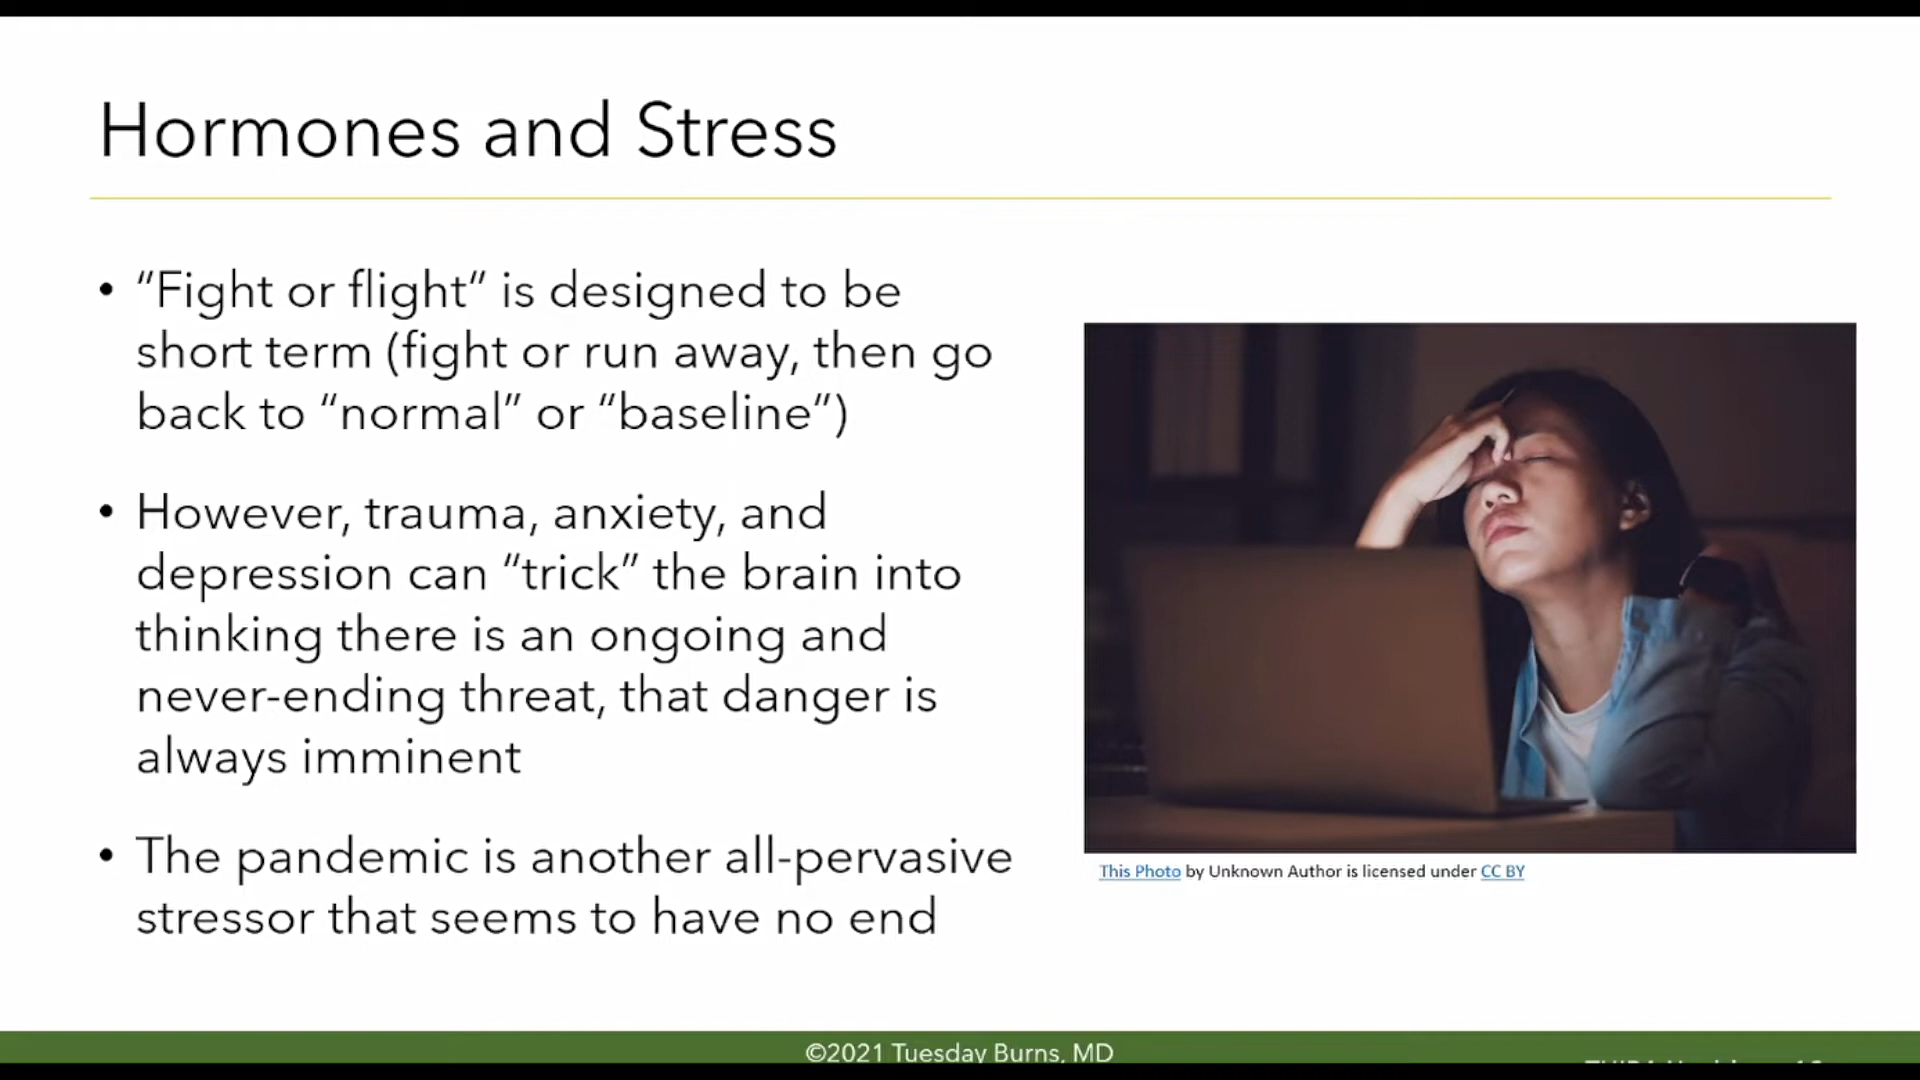 Hormones and Stress
• “Fight or flight” is designed to be
short term (fight or run away, then go
back to “normal” or “baseline”)
• However, trauma, anxiety, and
depression can “trick” the brain into
thinking there is an ongoing and
never-ending threat, that danger is
always imminent
• The pandemic is another all-pervasive
stressor that seems to have no end
This Photo by Unknown Author is licensed under CC BY
©2021 Tuesday Burns, MD